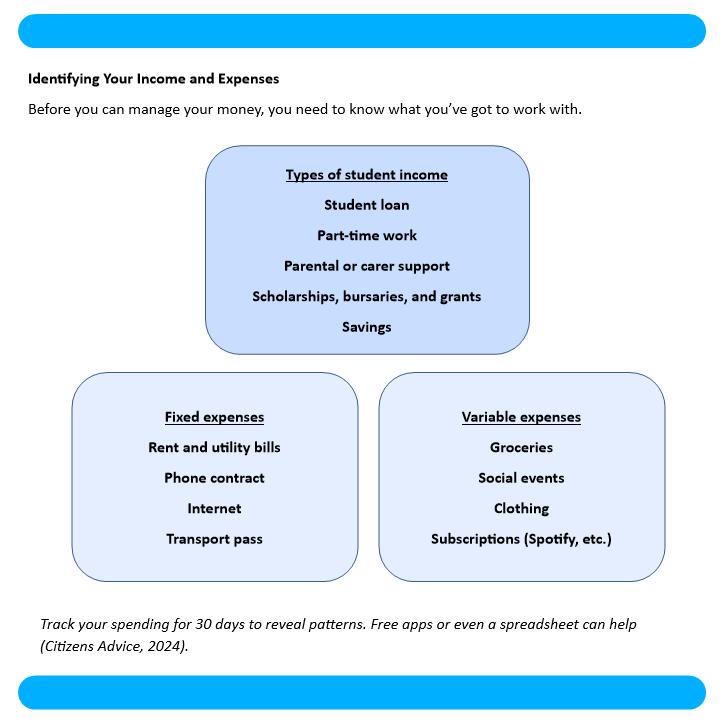 Identifying Your Income and Expenses
Before you can manage your money, you need to know what you’ve got to work with.
Types of student income
Student loan
Part-time work
Parental or carer support
Scholarships, bursaries, and grants
Savings
Fixed expenses
Rent and utility bills
Phone contract
Internet
Transport pass
Variable expenses
Groceries
Social events
Clothing
Subscriptions (Spotify, etc.)
Track your spending for 30 days to reveal patterns. Free apps or even a spreadsheet can help
(Citizens Advice, 2024).